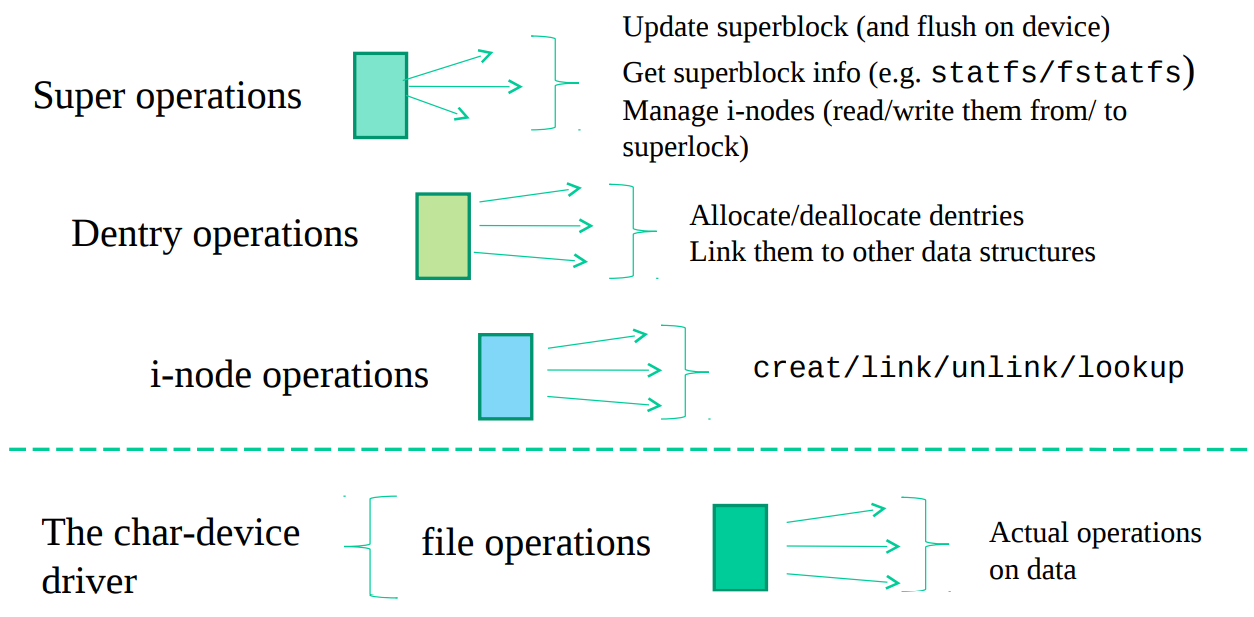 Update superblock (and flush on device)
Super operations
Get superblock info (e.g. statfs/fstatfs)
Manage i-nodes (read/write them from/ to
superlock)
Dentry operations
Allocate/deallocate dentries
Link them to other data structures
i-node operations
creat/link/unlink/lookup
The char-device
driver
file operations
Actual operations
on data